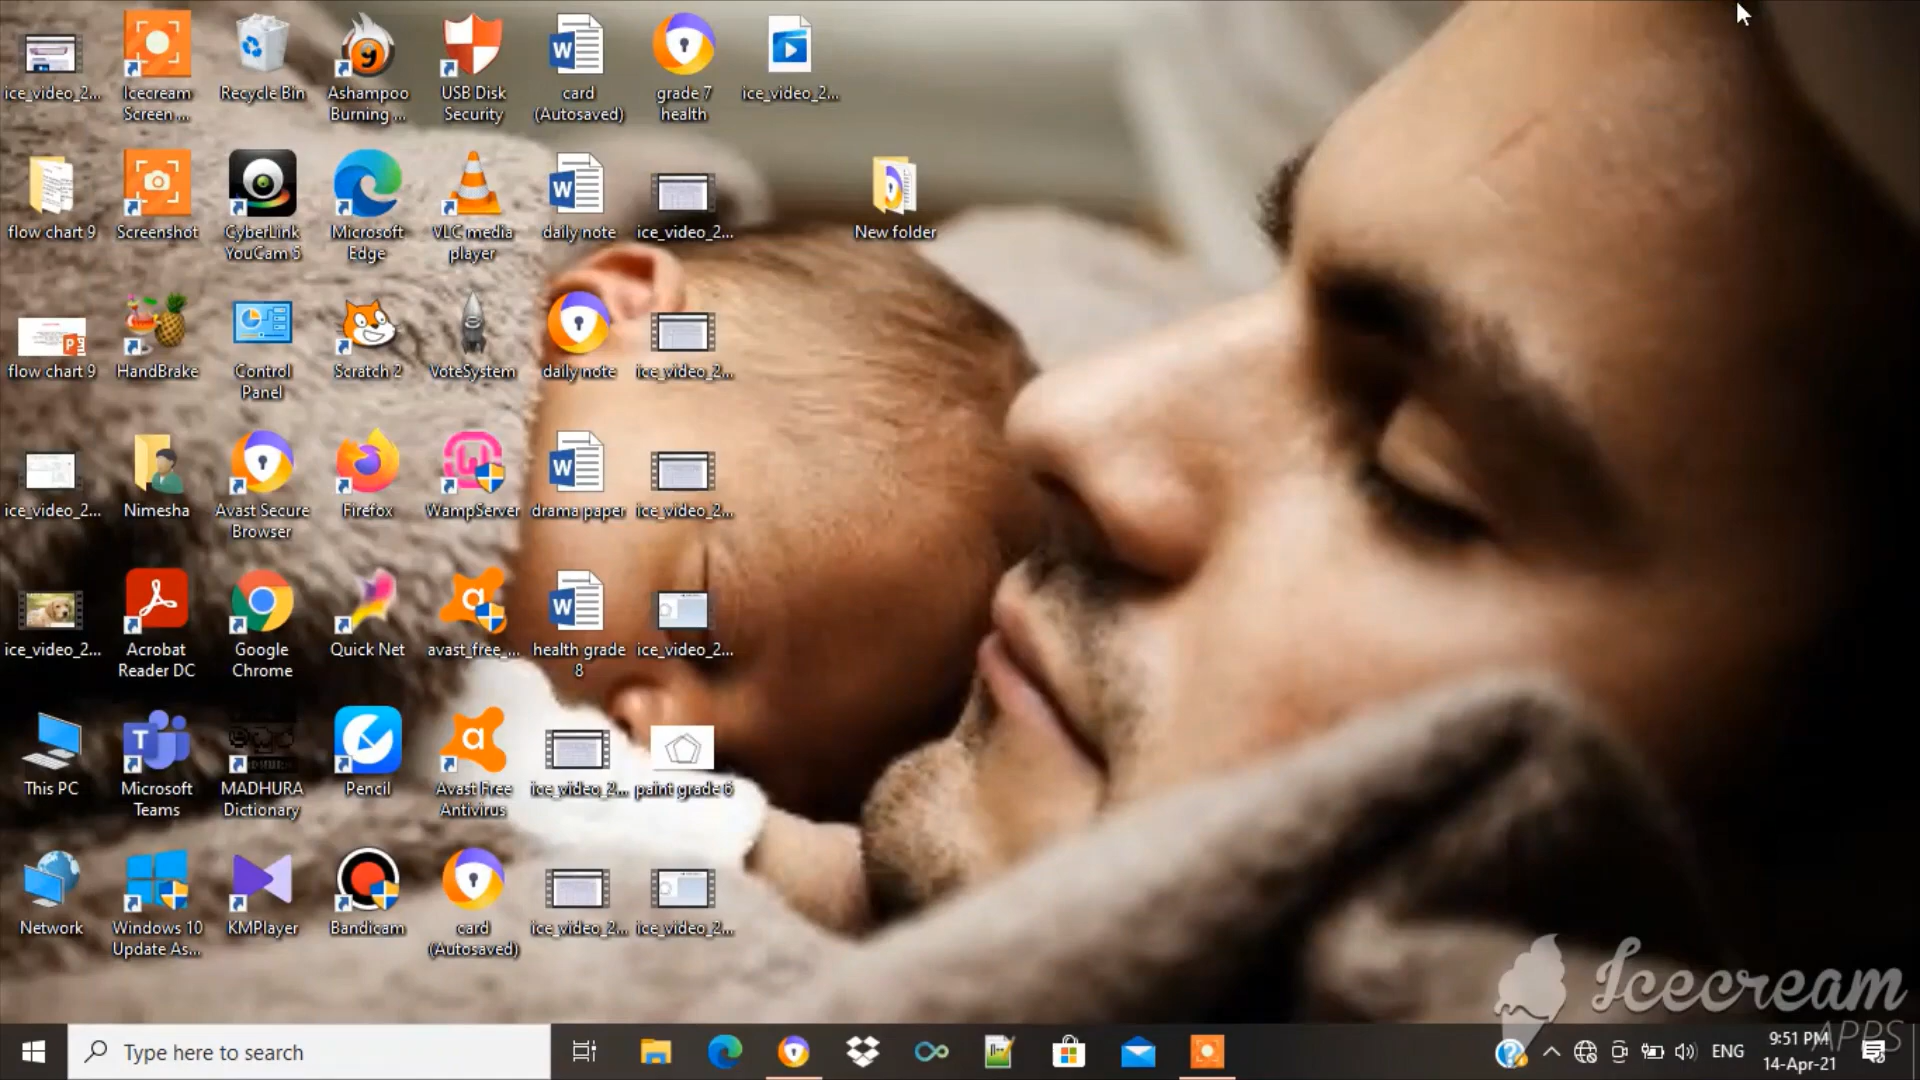 ice_video_2...
Icecream
Screen ...
Recycle Bin
Ashampoo
Burning ...
USB Disk
Security
card
(Autosaved)
grade 7
health
ice_video_2...
flow chart 9
Screenshot
CyberLink
YouCam 5
Microsoft
Edge
VLC media
player
daily note
ice_video_2...
New folder
flow chart 9
HandBrake
Control
Panel
Scratch 2
VoteSystem
daily note
ice_video_2...
ice_video_2...
Nimesha
Avast Secure
Browser
Firefox
WampServer
drama paper
ice_video_2...
ice_video_2...
Acrobat
Reader DC
Google
Chrome
Quick Net
avast_free_...
health grade
8
ice_video_2...
This PC
Microsoft
Teams
MADHURA
Dictionary
Pencil
Avast Free
Antivirus
ice_video_2...
paint grade 6
Network
Windows 10
Update As...
KMPlayer
Bandicam
card
(Autosaved)
ice_video_2...
ice_video_2...
Icecream
APPS
Type here to search
ENG
9:51 PM
14-Apr-21